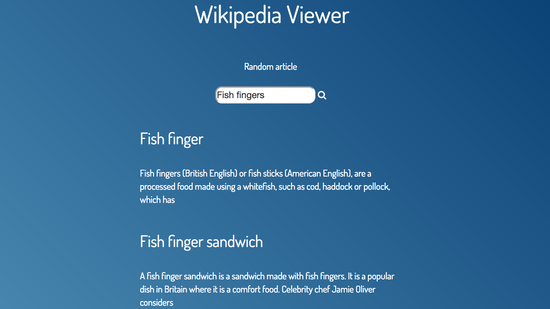 Wikipedia Viewer
Random article
Fish fingers
Fish finger
Fish fingers (British English) or fish sticks (American English), are a
processed food made using a whitefish, such as cod, haddock or pollock,
which has
Fish finger sandwich
A fish finger sandwich is a sandwich made with fish fingers. It is a popular
dish in Britain where it is a comfort food. Celebrity chef Jamie Oliver
considers